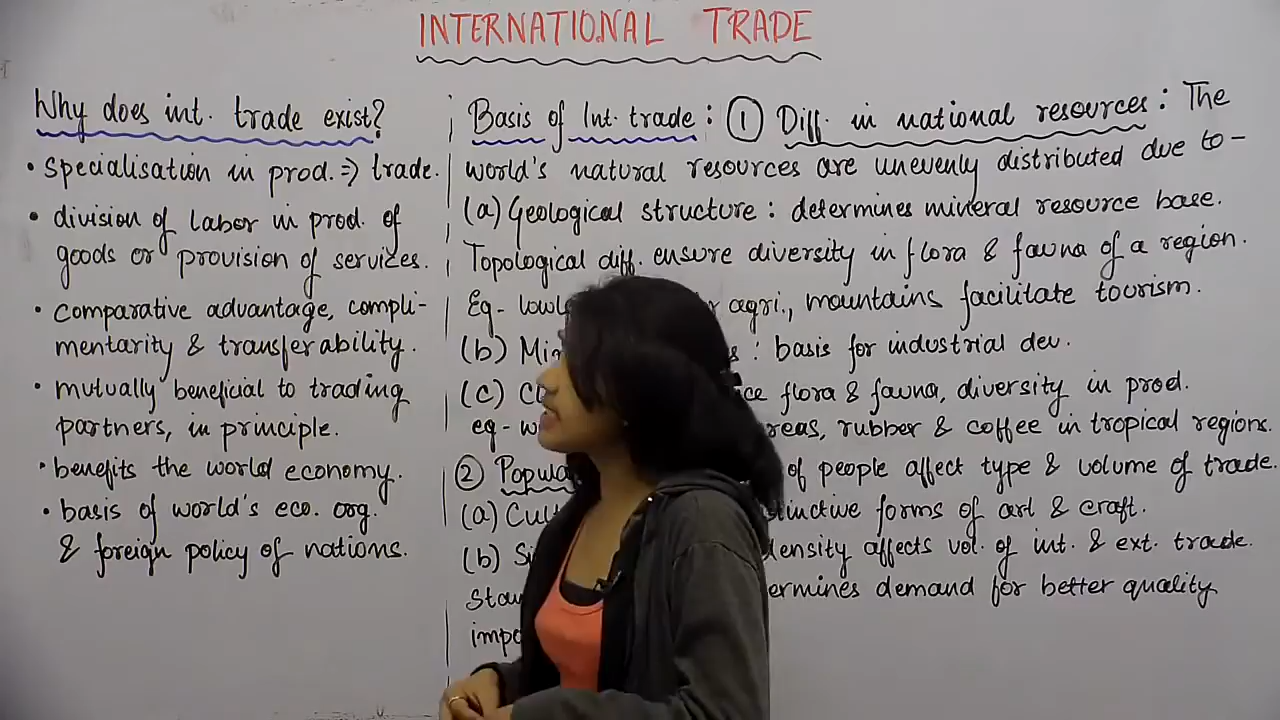 INTERNATIONAL TRADE
Why does int. trade exist?
• specialisation in prod. => trade.
• division of labor in prod. of
goods or provision of services.
• comparative advantage, compli-
mentarity & transferability.
• mutually beneficial to trading
partners, in principle.
• benefits the world economy.
• basis of world's eco. org.
& foreign policy of nations.
Basis of Int. trade : ① Diff. in national resources : The
world's natural resources are unevenly distributed due to -
(a) Geological structure : determines mineral resource base.
Topological diff. ensure diversity in flora & fauna of a region.
Eg - agri., mountains facilitate tourism.
(b) : basis for industrial dev.
(c) flora & fauna, diversity in prod.
eg - rubber & coffee in tropical regions.
② of people affect type & volume of trade.
(a) forms of art & craft.
(b) density affects vol. of int. & ext. trade.
demand for better quality